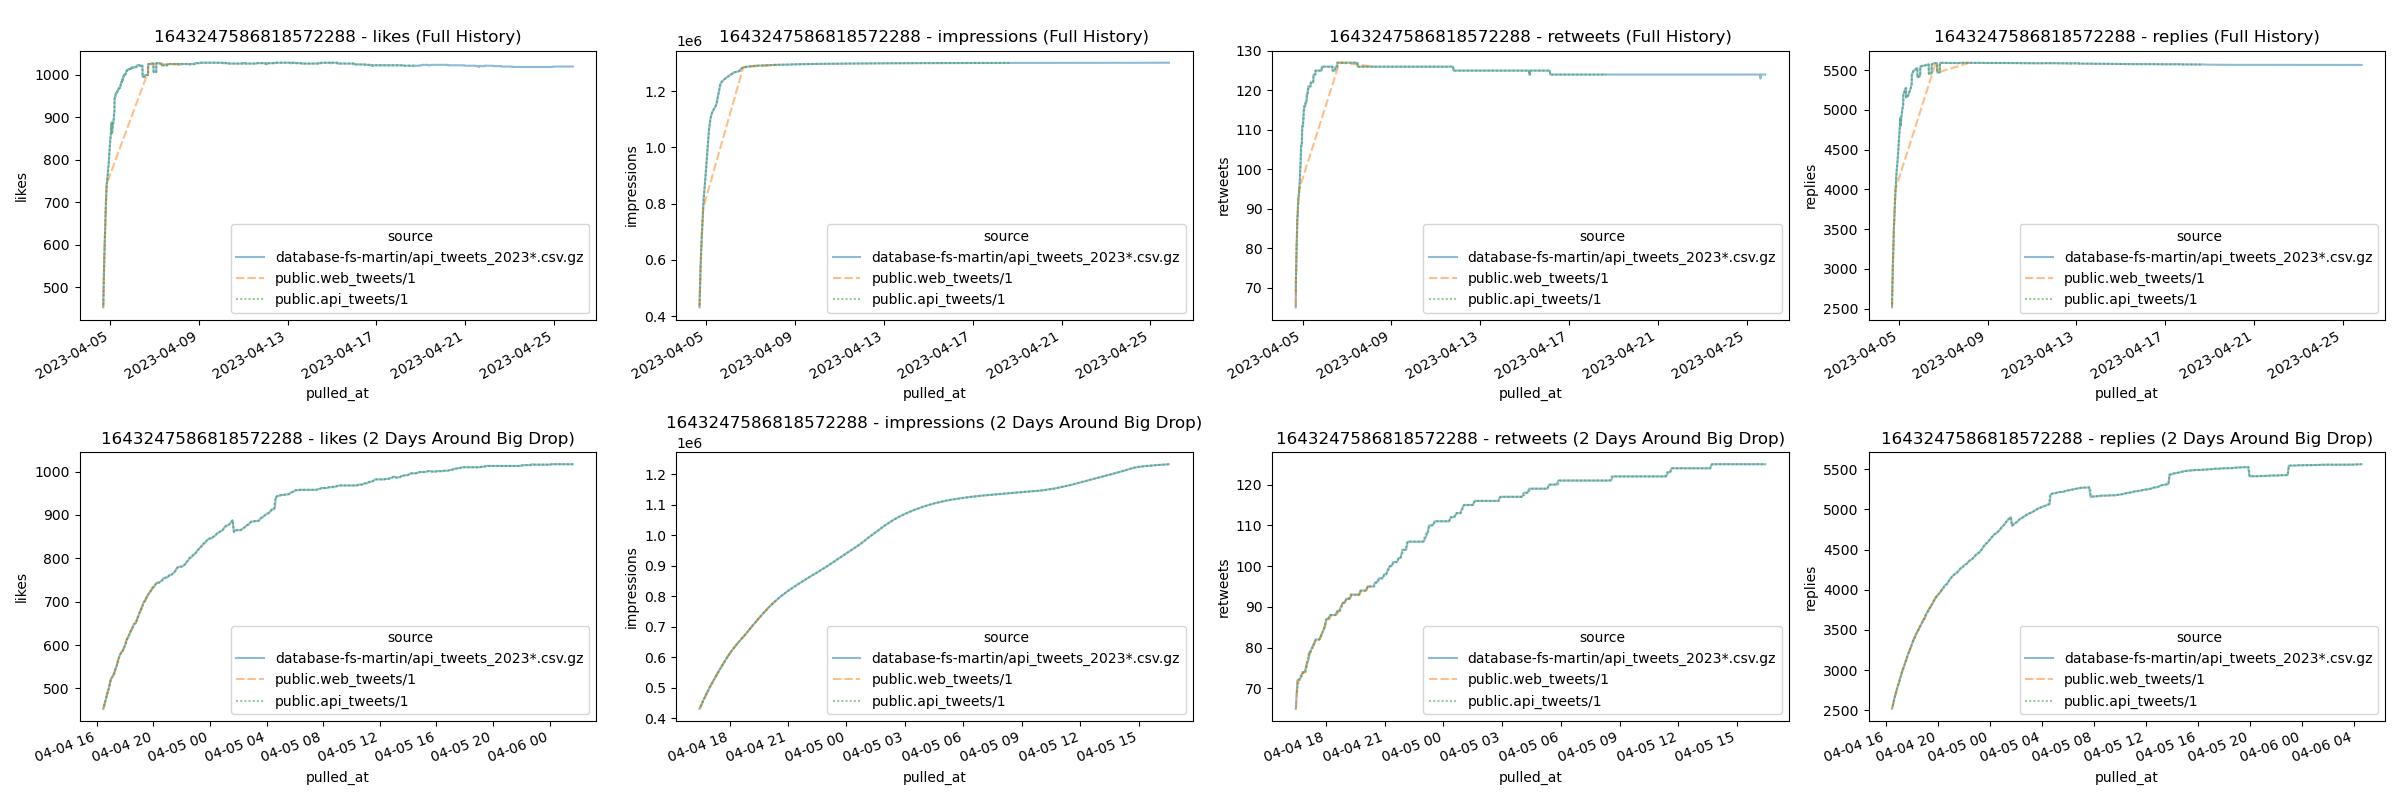 1643247586818572288 - likes (Full History)
likes
1000
900
800
700
600
500
source
database-fs-martin/api_tweets_2023*.csv.gz
public.web_tweets/1
public.api_tweets/1
2023-04-05
2023-04-09
2023-04-13
2023-04-17
2023-04-21
2023-04-25
pulled_at
1643247586818572288 - impressions (Full History)
1e6
impressions
1.2
1.0
0.8
0.6
0.4
source
database-fs-martin/api_tweets_2023*.csv.gz
public.web_tweets/1
public.api_tweets/1
2023-04-05
2023-04-09
2023-04-13
2023-04-17
2023-04-21
2023-04-25
pulled_at
1643247586818572288 - retweets (Full History)
retweets
130
120
110
100
90
80
70
source
database-fs-martin/api_tweets_2023*.csv.gz
public.web_tweets/1
public.api_tweets/1
2023-04-05
2023-04-09
2023-04-13
2023-04-17
2023-04-21
2023-04-25
pulled_at
1643247586818572288 - replies (Full History)
replies
5500
5000
4500
4000
3500
3000
2500
source
database-fs-martin/api_tweets_2023*.csv.gz
public.web_tweets/1
public.api_tweets/1
2023-04-05
2023-04-09
2023-04-13
2023-04-17
2023-04-21
2023-04-25
pulled_at
1643247586818572288 - likes (2 Days Around Big Drop)
likes
1000
900
800
700
600
500
source
database-fs-martin/api_tweets_2023*.csv.gz
public.web_tweets/1
public.api_tweets/1
04-04 16
04-04 20
04-05 00
04-05 04
04-05 08
04-05 12
04-05 16
04-05 20
04-06 00
pulled_at
1643247586818572288 - impressions (2 Days Around Big Drop)
1e6
impressions
1.2
1.1
1.0
0.9
0.8
0.7
0.6
0.5
0.4
source
database-fs-martin/api_tweets_2023*.csv.gz
public.web_tweets/1
public.api_tweets/1
04-04 18
04-04 21
04-05 00
04-05 03
04-05 06
04-05 09
04-05 12
04-05 15
pulled_at
1643247586818572288 - retweets (2 Days Around Big Drop)
retweets
120
110
100
90
80
70
source
database-fs-martin/api_tweets_2023*.csv.gz
public.web_tweets/1
public.api_tweets/1
04-04 18
04-04 21
04-05 00
04-05 03
04-05 06
04-05 09
04-05 12
04-05 15
pulled_at
1643247586818572288 - replies (2 Days Around Big Drop)
replies
5500
5000
4500
4000
3500
3000
2500
source
database-fs-martin/api_tweets_2023*.csv.gz
public.web_tweets/1
public.api_tweets/1
04-04 16
04-04 20
04-05 00
04-05 04
04-05 08
04-05 12
04-05 16
04-05 20
04-06 00
04-06 04
pulled_at